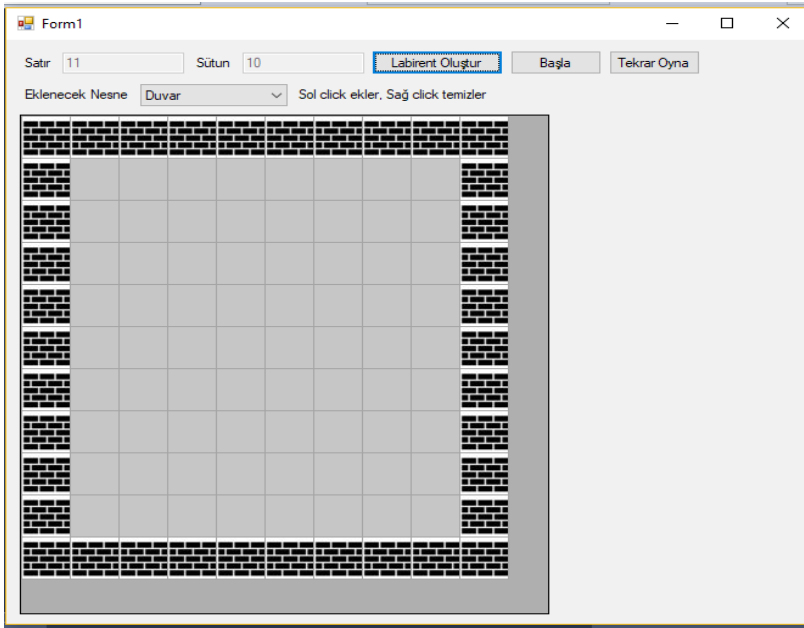 Form1
Satır 11 Sütun 10 Labirent Oluştur Başla Tekrar Oyna
Eklenecek Nesne Duvar Sol click ekler, Sağ click temizler